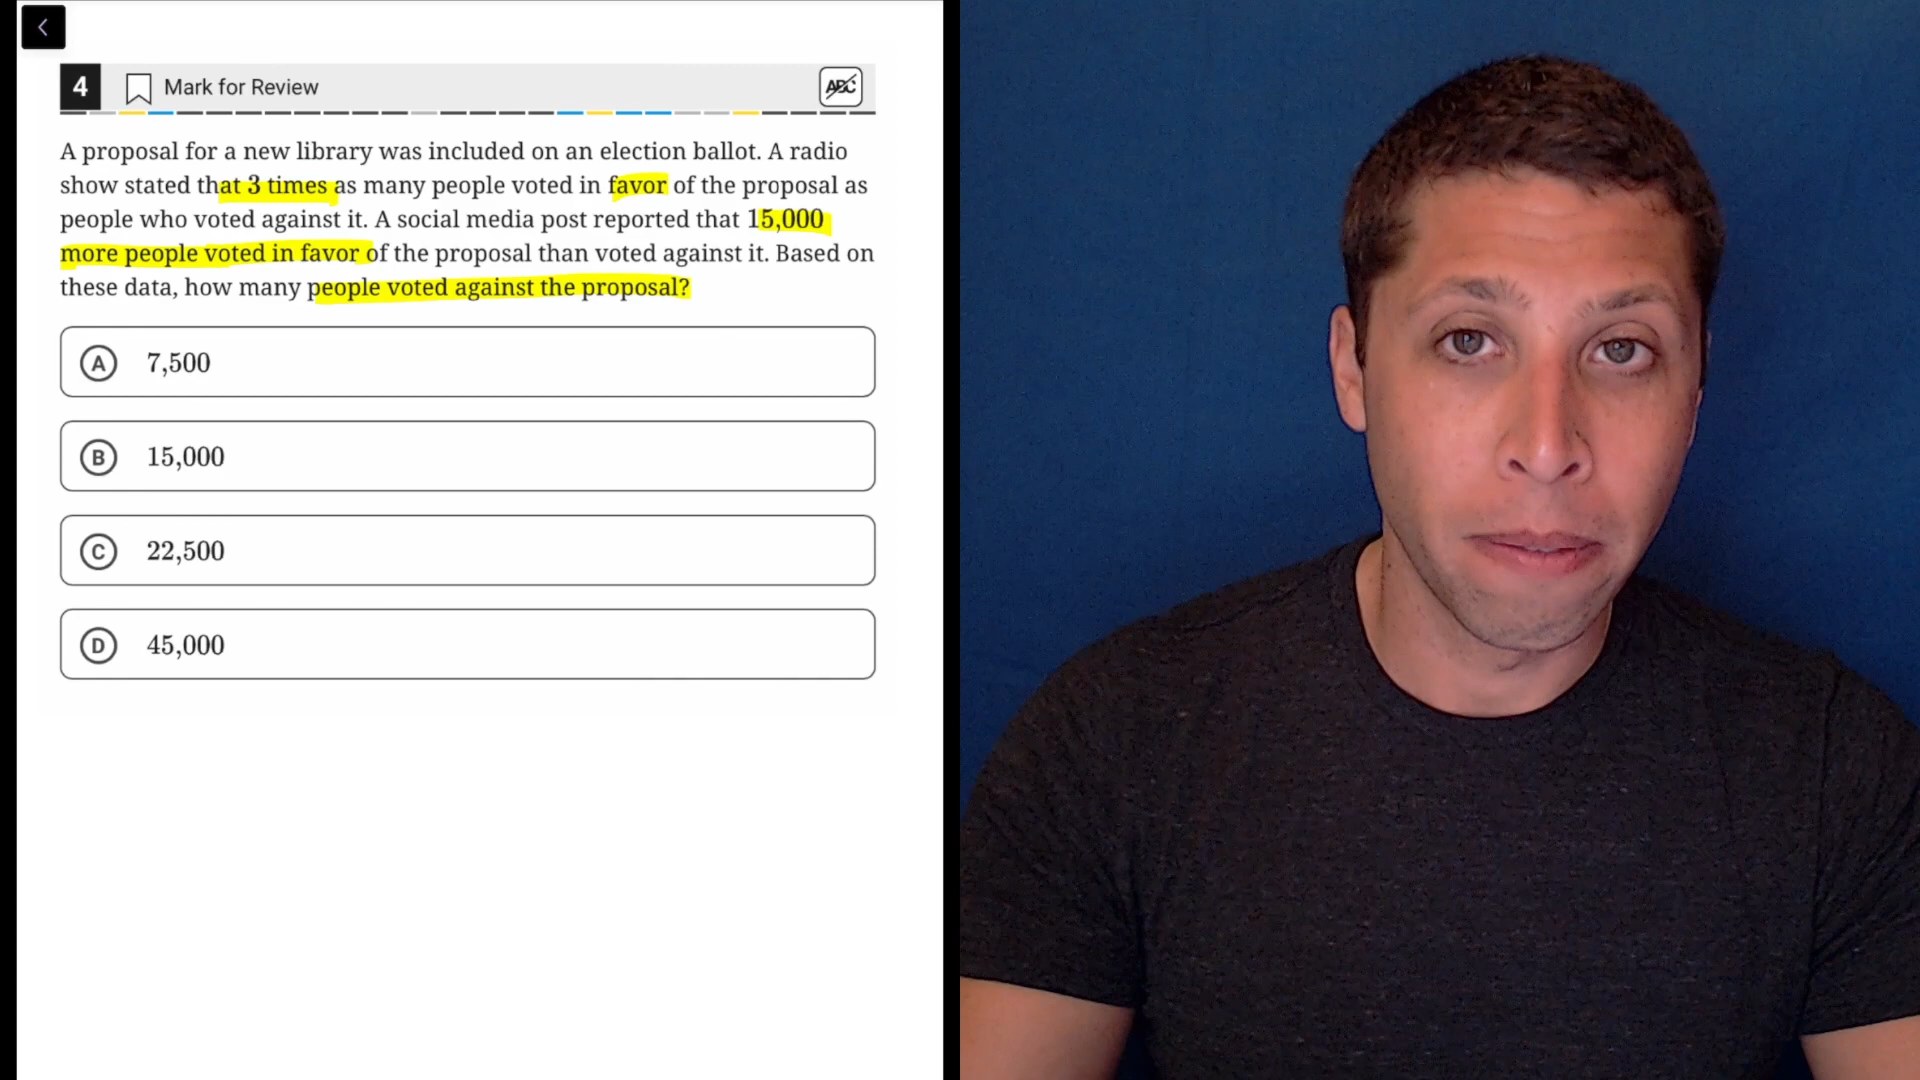 4 Mark for Review ABC
A proposal for a new library was included on an election ballot. A radio
show stated that 3 times as many people voted in favor of the proposal as
people who voted against it. A social media post reported that 15,000
more people voted in favor of the proposal than voted against it. Based on
these data, how many people voted against the proposal?
A 7,500
B 15,000
C 22,500
D 45,000